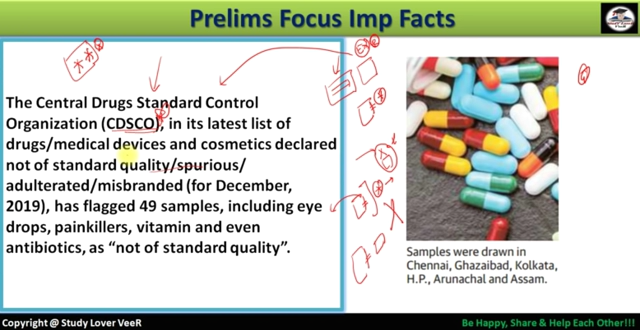 Prelims Focus Imp Facts
The Central Drugs Standard Control
Organization (CDSCO), in its latest list of
drugs/medical devices and cosmetics declared
not of standard quality/spurious/
adulterated/misbranded (for December,
2019), has flagged 49 samples, including eye
drops, painkillers, vitamin and even
antibiotics, as “not of standard quality”.
Samples were drawn in
Chennai, Ghazaibad, Kolkata,
H.P., Arunachal and Assam.
Copyright @ Study Lover VeeR
Be Happy, Share & Help Each Other!!!